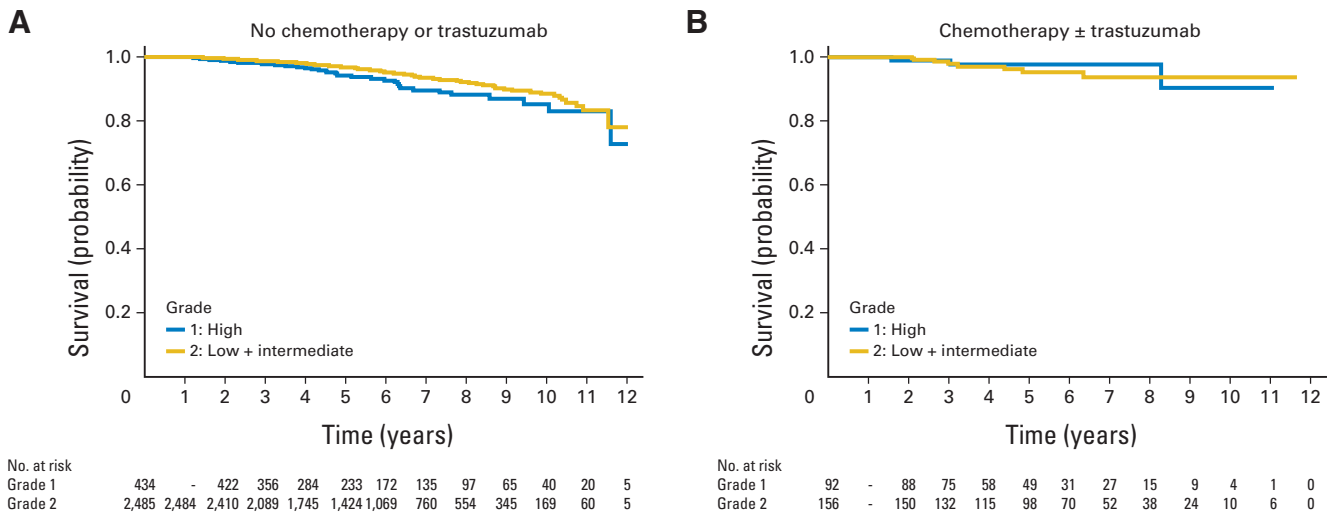 A
No chemotherapy or trastuzumab
1.0
0.8
0.6
0.4
0.2
Survival (probability)
Grade
1: High
2: Low + intermediate
0 1 2 3 4 5 6 7 8 9 10 11 12
Time (years)
No. at risk
Grade 1 434 - 422 356 284 233 172 135 97 65 40 20 5
Grade 2 2,485 2,484 2,410 2,089 1,745 1,424 1,069 760 554 345 169 60 5
B
Chemotherapy ± trastuzumab
1.0
0.8
0.6
0.4
0.2
Survival (probability)
Grade
1: High
2: Low + intermediate
0 1 2 3 4 5 6 7 8 9 10 11 12
Time (years)
No. at risk
Grade 1 92 - 88 75 58 49 31 27 15 9 4 1 0
Grade 2 156 - 150 132 115 98 70 52 38 24 10 6 0